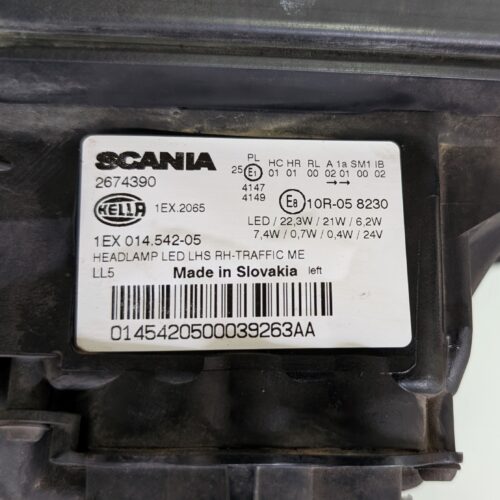 SCANIA
2674390
HELLA
1EX.2065
1EX 014.542-05
HEADLAMP LED LHS RH-TRAFFIC ME
LL5
Made in Slovakia left
PL HC HR RL A 1a SM1 IB
25 E1 01 01 00 02 01 00 02
→→
4147
4149
E8 10R-05 8230
LED / 22,3W / 21W / 6,2W
7,4W / 0,7W / 0,4W / 24V
0145420500039263AA